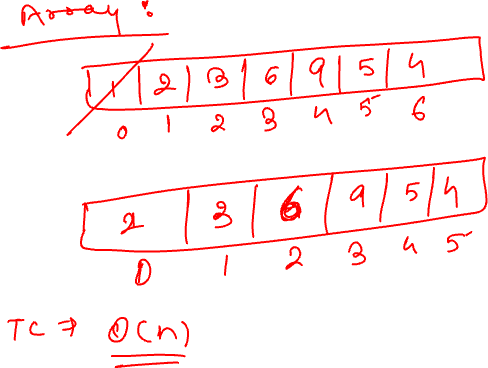 Array :
1 2 3 6 9 5 4
0 1 2 3 4 5 6
2 3 6 9 5 4
0 1 2 3 4 5
TC ⇒ O(n)